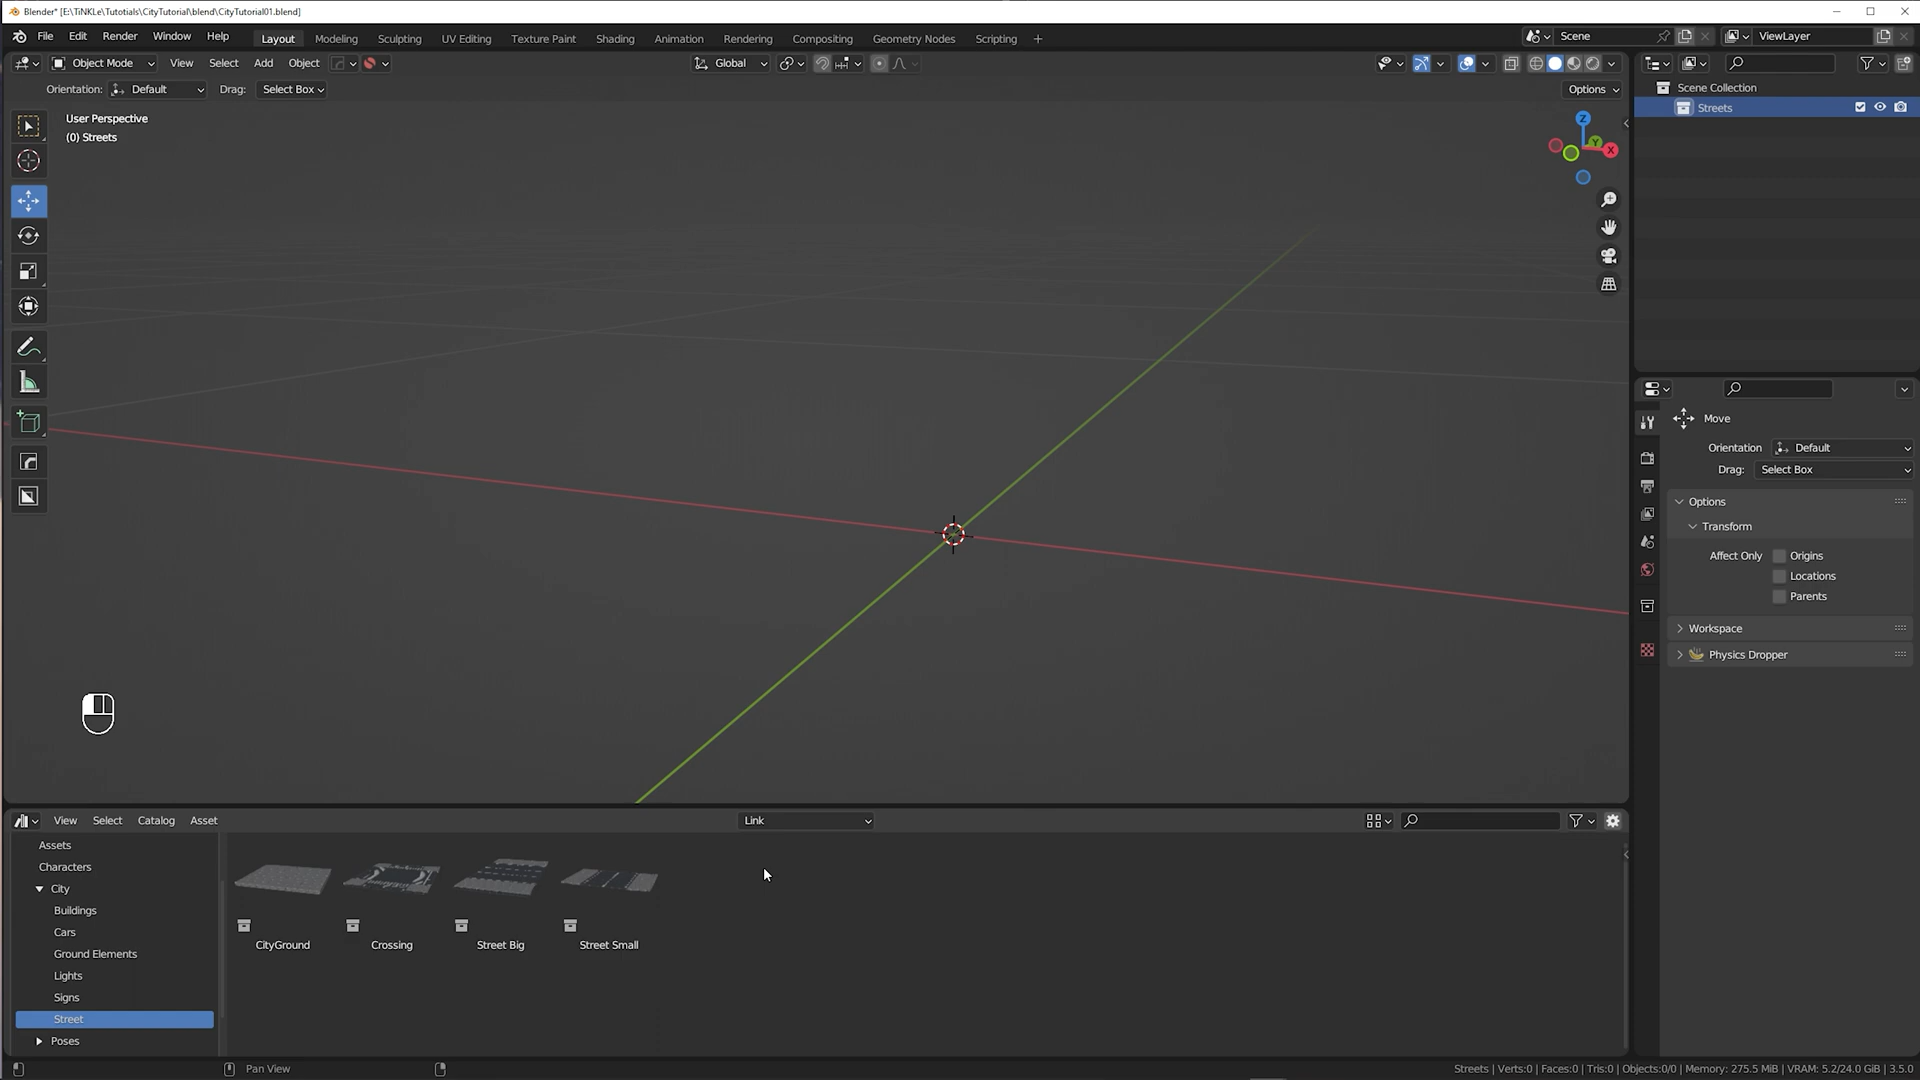 Blender* [E:\TiNKLe\Tutotials\CityTutorial\blend\CityTutorial01.blend]
File Edit Render Window Help Layout Modeling Sculpting UV Editing Texture Paint Shading Animation Rendering Compositing Geometry Nodes Scripting + Scene ViewLayer
Object Mode View Select Add Object Global
Orientation: Default Drag: Select Box Options
User Perspective
(0) Streets
Z
Y
X
Scene Collection
Streets
Move
Orientation Default
Drag: Select Box
Options
Transform
Affect Only Origins
Locations
Parents
Workspace
Physics Dropper
View Select Catalog Asset Link
Assets
Characters
City
Buildings
Cars
Ground Elements
Lights
Signs
Street
Poses
CityGround Crossing Street Big Street Small
Pan View
Streets | Verts:0 | Faces:0 | Tris:0 | Objects:0/0 | Memory: 275.5 MiB | VRAM: 5.2/24.0 GiB | 3.5.0